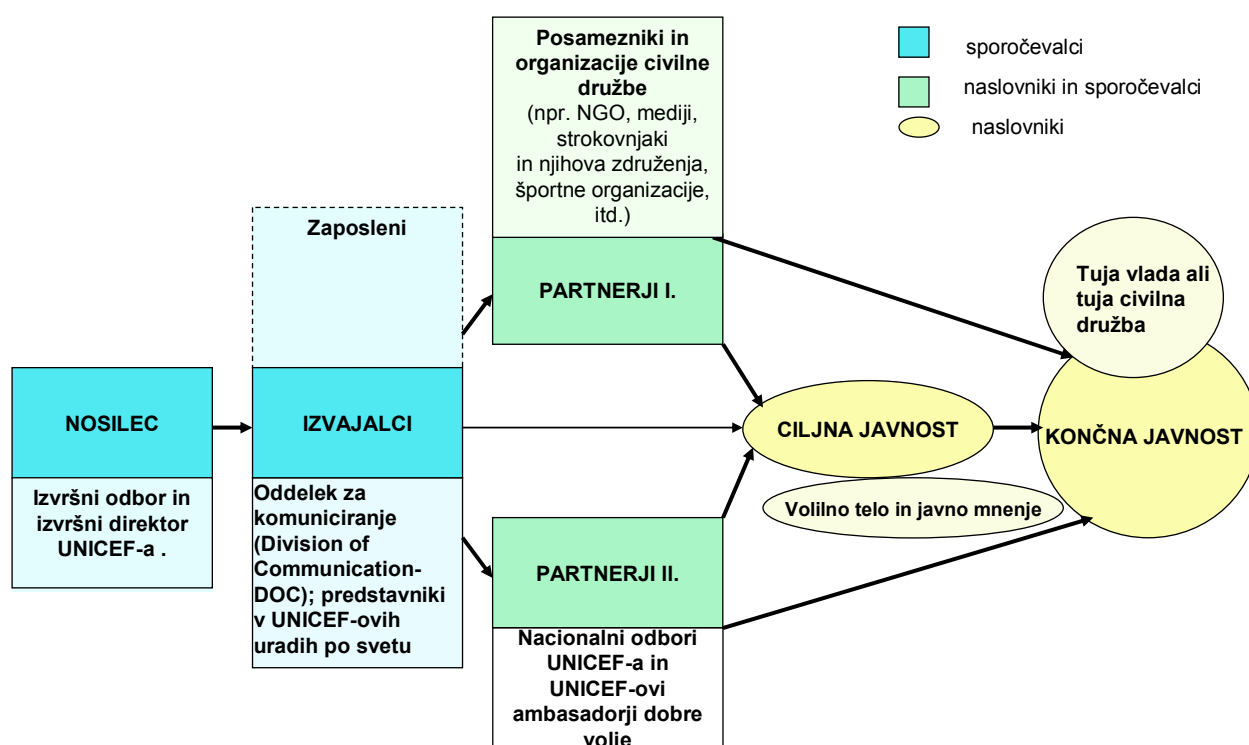 Posamezniki in
organizacije civilne
družbe
(npr. NGO, mediji,
strokovnjaki
in njihova združenja,
športne organizacije,
itd.)
PARTNERJI I.
sporočevalci
naslovniki in sporočevalci
naslovniki
Zaposleni
NOSILEC
Izvršni odbor in
izvršni direktor
UNICEF-a .
IZVAJALCI
Oddelek za
komuniciranje
(Division of
Communication-
DOC); predstavniki
v UNICEF-ovih
uradih po svetu
PARTNERJI II.
Nacionalni odbori
UNICEF-a in
UNICEF-ovi
ambasadorji dobre
volje
CILJNA JAVNOST
Volilno telo in javno mnenje
Tuja vlada ali
tuja civilna
družba
KONČNA JAVNOST